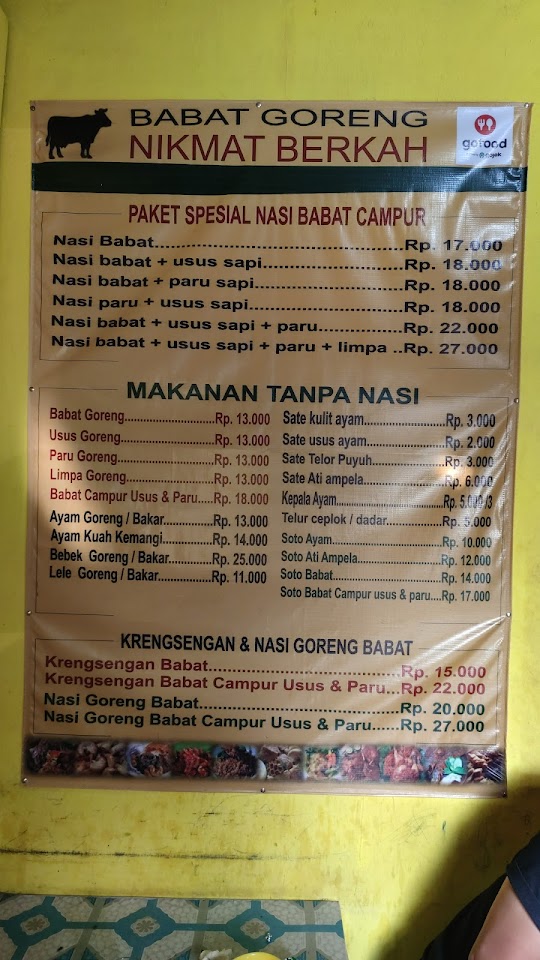 BABAT GORENG
NIKMAT BERKAH
gofood
PAKET SPESIAL NASI BABAT CAMPUR
Nasi Babat..........................................Rp. 17.000
Nasi babat + usus sapi........................Rp. 18.000
Nasi babat + paru sapi.........................Rp. 18.000
Nasi paru + usus sapi..........................Rp. 18.000
Nasi babat + usus sapi + paru..............Rp. 22.000
Nasi babat + usus sapi + paru + limpa ..Rp. 27.000
MAKANAN TANPA NASI
Babat Goreng............................Rp. 13.000
Usus Goreng.............................Rp. 13.000
Paru Goreng..............................Rp. 13.000
Limpa Goreng...........................Rp. 13.000
Babat Campur Usus & Paru.....Rp. 18.000
Ayam Goreng / Bakar...............Rp. 13.000
Ayam Kuah Kemangi...............Rp. 14.000
Bebek Goreng / Bakar.............Rp. 25.000
Lele Goreng / Bakar................Rp. 11.000
Sate kulit ayam.........................Rp. 3.000
Sate usus ayam........................Rp. 2.000
Sate Telor Puyuh......................Rp. 3.000
Sate Ati ampela.........................Rp. 6.000
Kepala Ayam................................Rp. 5.000 /3
Telur ceplok / dadar.................Rp. 5.000
Soto Ayam.................................Rp. 10.000
Soto Ati Ampela........................Rp. 12.000
Soto Babat................................Rp. 14.000
Soto Babat Campur usus & paru....Rp. 17.000
KRENGSENGAN & NASI GORENG BABAT
Krengsengan Babat..............................Rp. 15.000
Krengsengan Babat Campur Usus & Paru...Rp. 22.000
Nasi Goreng Babat................................Rp. 20.000
Nasi Goreng Babat Campur Usus & Paru......Rp. 27.000